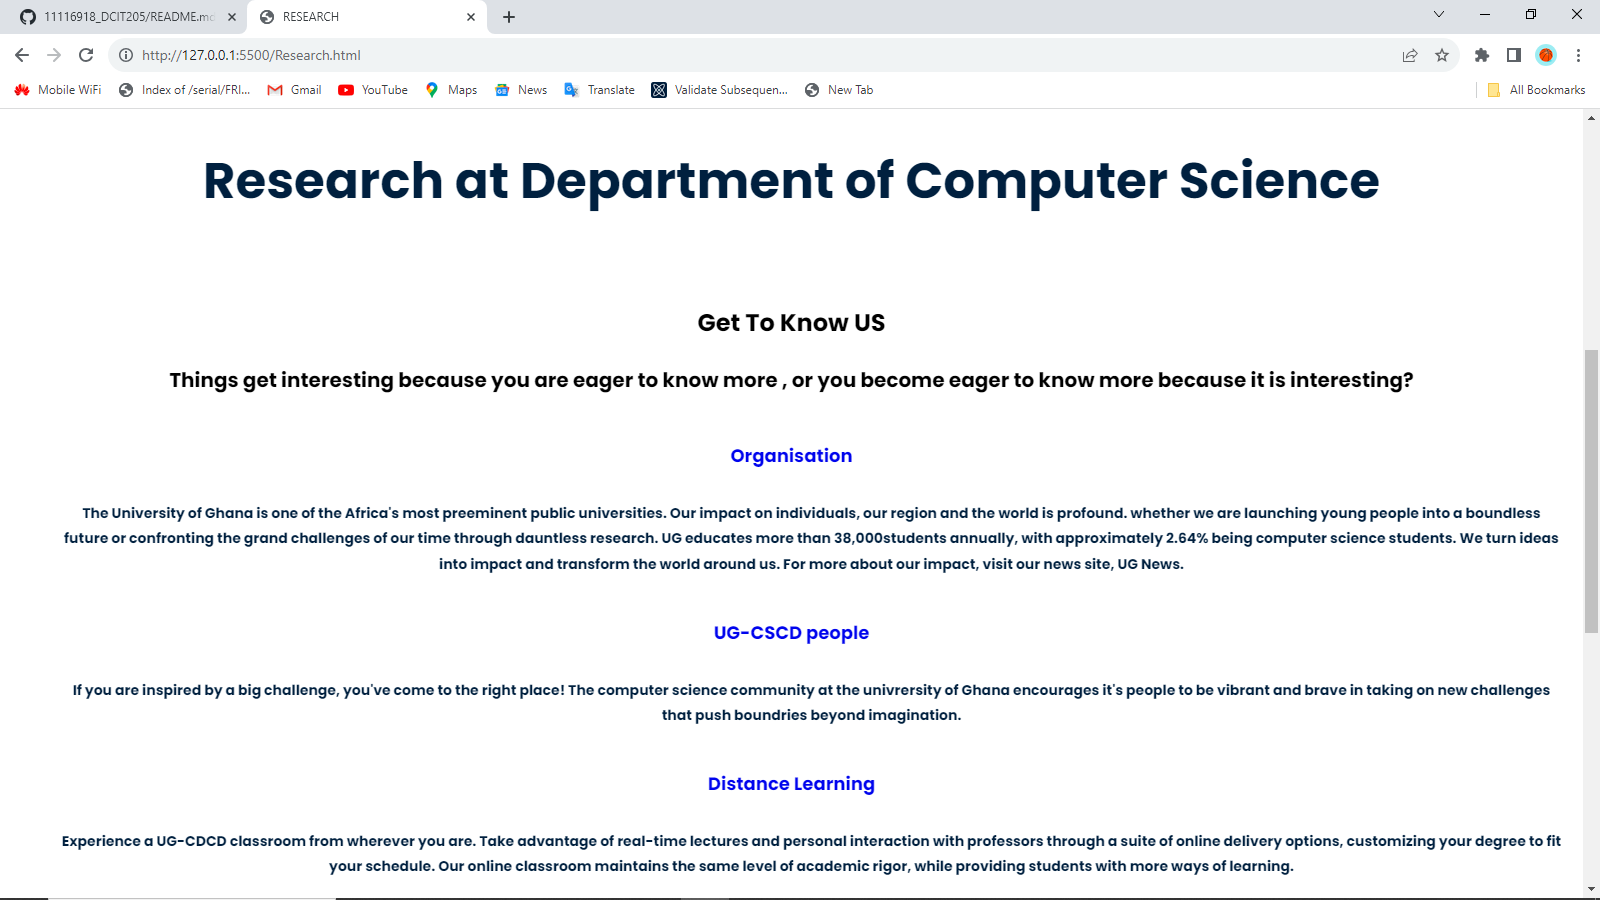 11116918_DCIT205/README.md
RESEARCH
http://127.0.0.1:5500/Research.html
Mobile WiFi
Index of /serial/FRI...
Gmail
YouTube
Maps
News
Translate
Validate Subsequen...
New Tab
All Bookmarks
Research at Department of Computer Science
Get To Know US
Things get interesting because you are eager to know more , or you become eager to know more because it is interesting?
Organisation
The University of Ghana is one of the Africa's most preeminent public universities. Our impact on individuals, our region and the world is profound. whether we are launching young people into a boundless
future or confronting the grand challenges of our time through dauntless research. UG educates more than 38,000students annually, with approximately 2.64% being computer science students. We turn ideas
into impact and transform the world around us. For more about our impact, visit our news site, UG News.
UG-CSCD people
If you are inspired by a big challenge, you've come to the right place! The computer science community at the univrersity of Ghana encourages it's people to be vibrant and brave in taking on new challenges
that push boundries beyond imagination.
Distance Learning
Experience a UG-CDCD classroom from wherever you are. Take advantage of real-time lectures and personal interaction with professors through a suite of online delivery options, customizing your degree to fit
your schedule. Our online classroom maintains the same level of academic rigor, while providing students with more ways of learning.